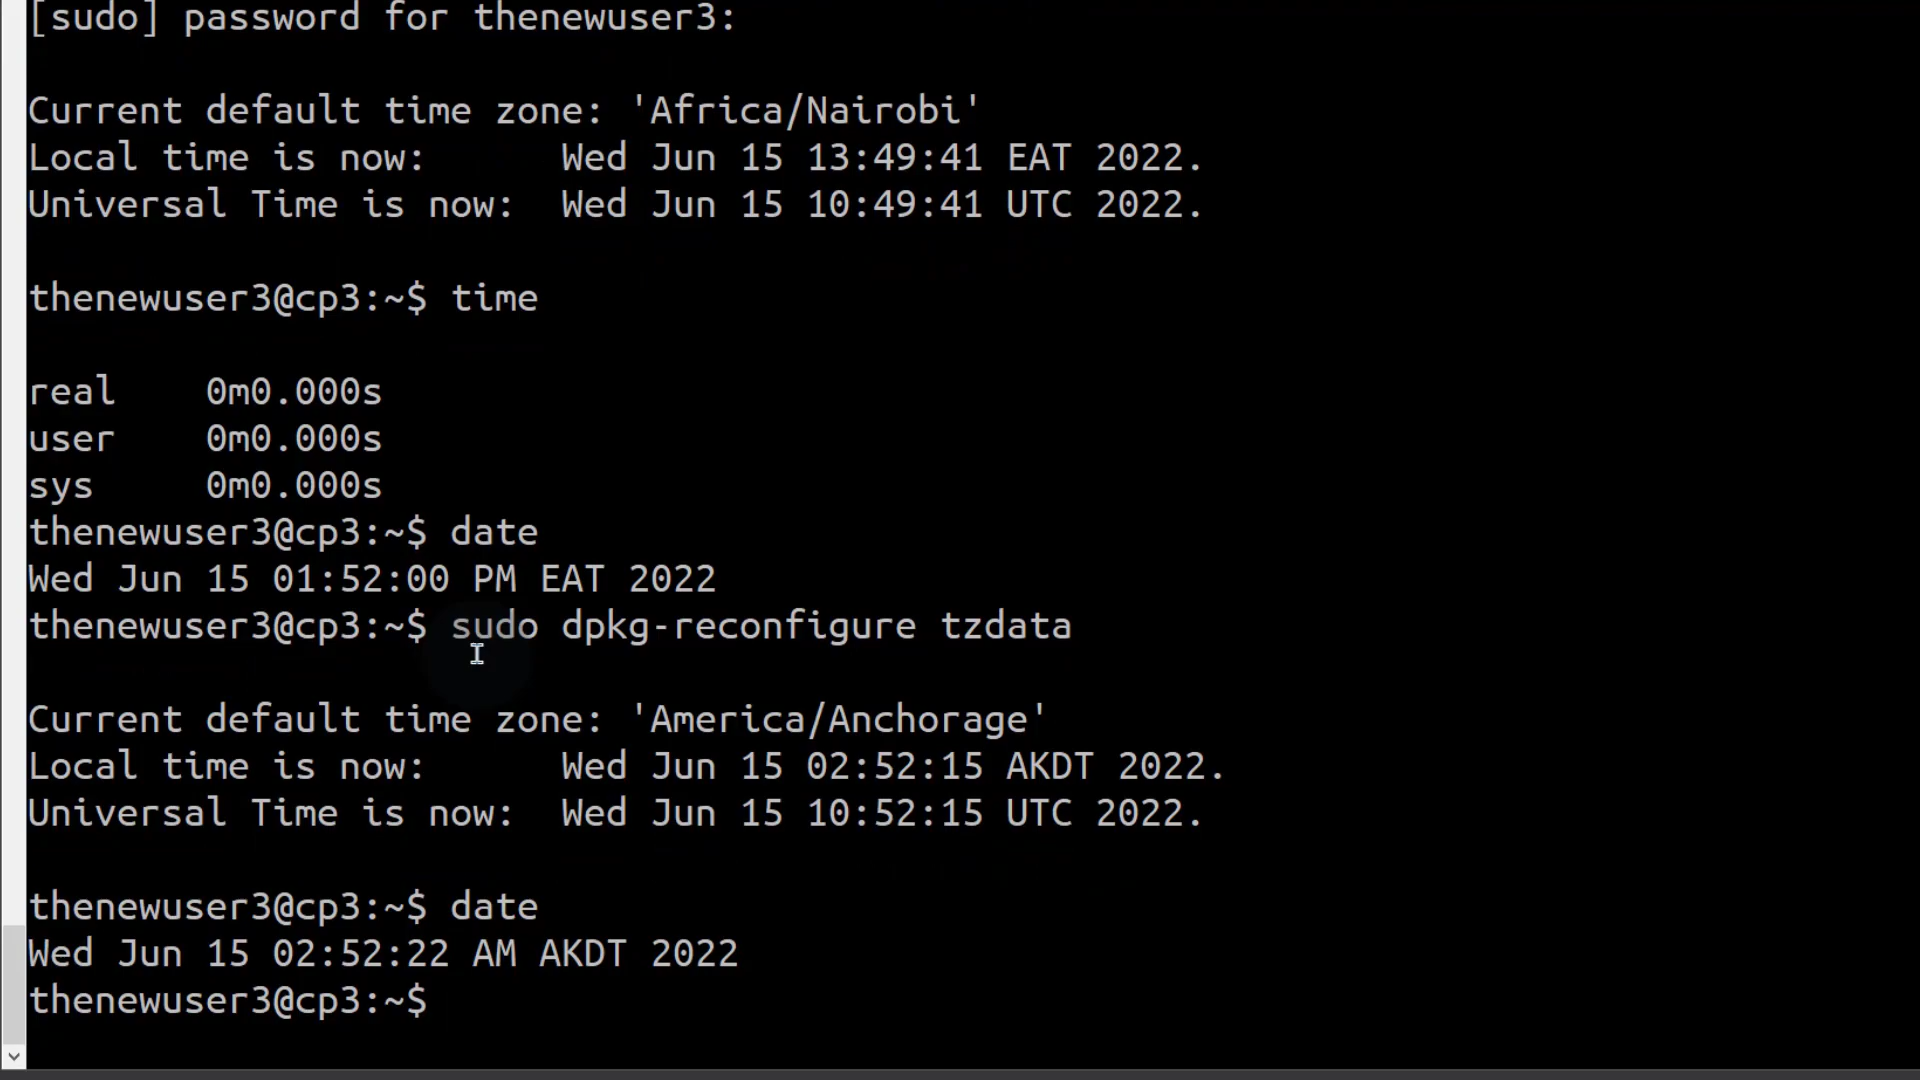 [sudo] password for thenewuser3:
Current default time zone: 'Africa/Nairobi'
Local time is now:      Wed Jun 15 13:49:41 EAT 2022.
Universal Time is now:  Wed Jun 15 10:49:41 UTC 2022.
thenewuser3@cp3:~$ time
real    0m0.000s
user    0m0.000s
sys     0m0.000s
thenewuser3@cp3:~$ date
Wed Jun 15 01:52:00 PM EAT 2022
thenewuser3@cp3:~$ sudo dpkg-reconfigure tzdata
Current default time zone: 'America/Anchorage'
Local time is now:      Wed Jun 15 02:52:15 AKDT 2022.
Universal Time is now:  Wed Jun 15 10:52:15 UTC 2022.
thenewuser3@cp3:~$ date
Wed Jun 15 02:52:22 AM AKDT 2022
thenewuser3@cp3:~$